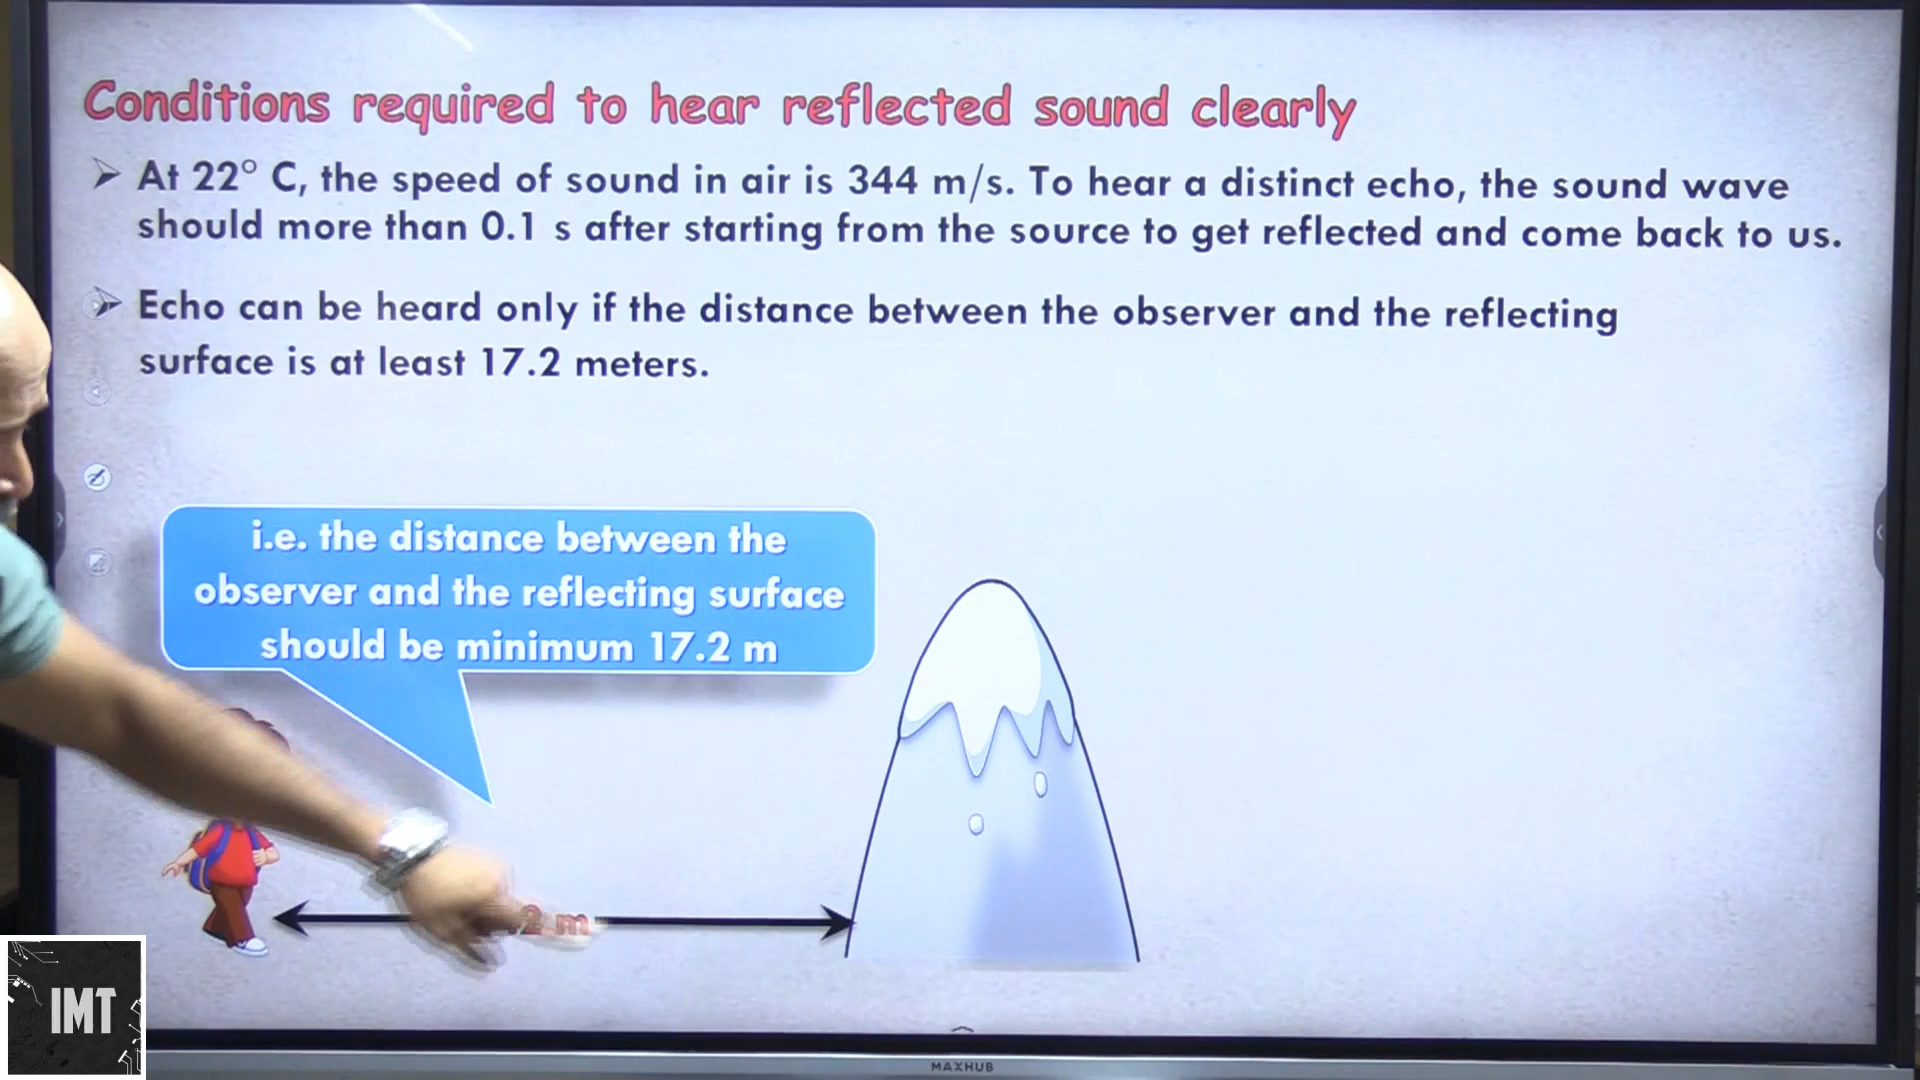 Conditions required to hear reflected sound clearly
At 22° C, the speed of sound in air is 344 m/s. To hear a distinct echo, the sound wave
should more than 0.1 s after starting from the source to get reflected and come back to us.
Echo can be heard only if the distance between the observer and the reflecting
surface is at least 17.2 meters.
i.e. the distance between the
observer and the reflecting surface
should be minimum 17.2 m
2 m
IMT
MAXHUB